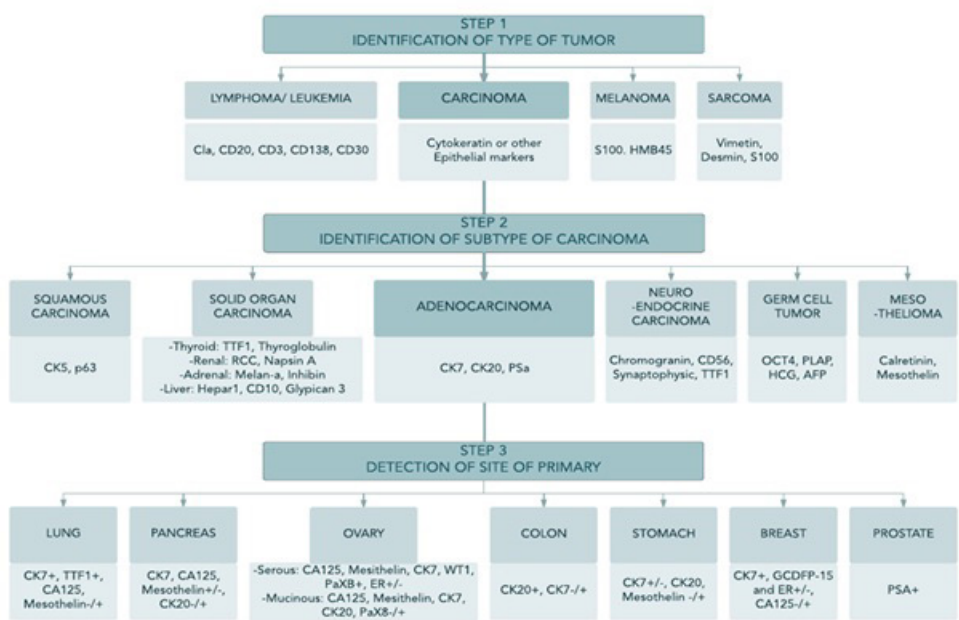 STEP 1
IDENTIFICATION OF TYPE OF TUMOR
LYMPHOMA/ LEUKEMIA
Cla, CD20, CD3, CD138, CD30
CARCINOMA
Cytokeratin or other
Epithelial markers
MELANOMA
S100. HMB45
SARCOMA
Vimetin,
Desmin, S100
STEP 2
IDENTIFICATION OF SUBTYPE OF CARCINOMA
SQUAMOUS
CARCINOMA
CK5, p63
SOLID ORGAN
CARCINOMA
-Thyroid: TTF1, Thyroglobulin
-Renal: RCC, Napsin A
-Adrenal: Melan-a, Inhibin
-Liver: Hepar1, CD10, Glypican 3
ADENOCARCINOMA
CK7, CK20, PSa
NEURO
-ENDOCRINE
CARCINOMA
Chromogranin, CD56,
Synaptophysic, TTF1
GERM CELL
TUMOR
OCT4, PLAP,
HCG, AFP
MESO
-THELIOMA
Calretinin,
Mesothelin
STEP 3
DETECTION OF SITE OF PRIMARY
LUNG
CK7+, TTF1+,
CA125,
Mesothelin-/+
PANCREAS
CK7, CA125,
Mesothelin+/-,
CK20-/+
OVARY
-Serous: CA125, Mesithelin, CK7, WT1,
PaXB+, ER+/-
-Mucinous: CA125, Mesithelin, CK7,
CK20, PaX8-/+
COLON
CK20+, CK7-/+
STOMACH
CK7+/-, CK20,
Mesothelin -/+
BREAST
CK7+, GCDFP-15
and ER+/-,
CA125-/+
PROSTATE
PSA+